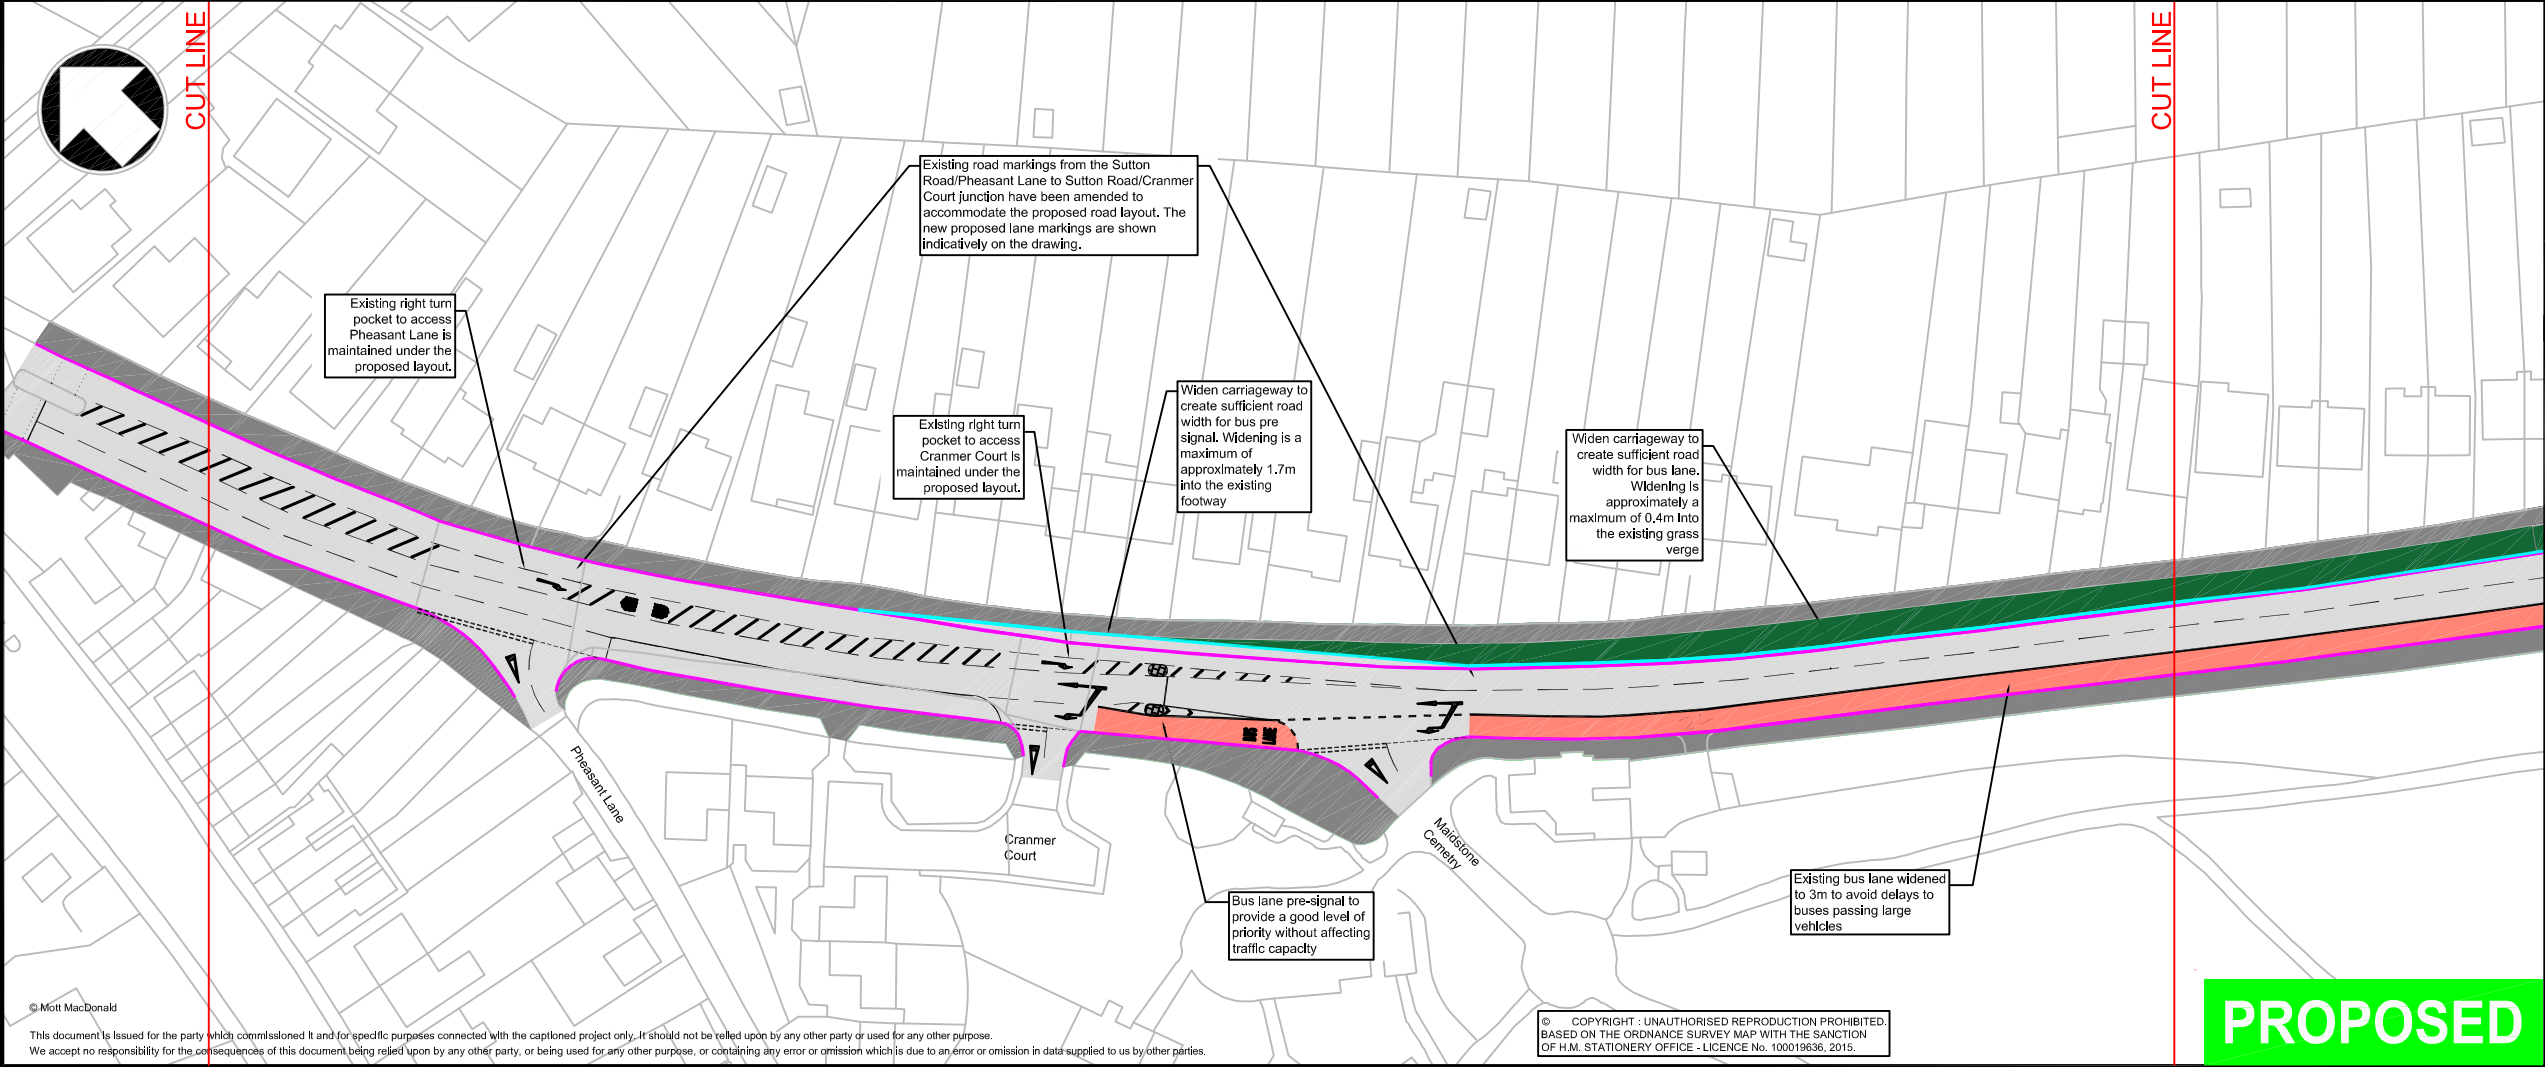 CUT LINE
CUT LINE
Existing road markings from the Sutton
Road/Pheasant Lane to Sutton Road/Cranmer
Court junction have been amended to
accommodate the proposed road layout. The
new proposed lane markings are shown
indicatively on the drawing.
Existing right turn
pocket to access
Pheasant Lane is
maintained under the
proposed layout.
Existing right turn
pocket to access
Cranmer Court is
maintained under the
proposed layout.
Widen carriageway to
create sufficient road
width for bus pre
signal. Widening is a
maximum of
approximately 1.7m
into the existing
footway
Widen carriageway to
create sufficient road
width for bus lane.
Widening is
approximately a
maximum of 0.4m into
the existing grass
verge
BUS
LANE
Pheasant Lane
Cranmer
Court
Maidstone
Cemetry
Bus lane pre-signal to
provide a good level of
priority without affecting
traffic capacity
Existing bus lane widened
to 3m to avoid delays to
buses passing large
vehicles
© Mott MacDonald
This document is issued for the party which commissioned it and for specific purposes connected with the captioned project only. It should not be relied upon by any other party or used for any other purpose.
We accept no responsibility for the consequences of this document being relied upon by any other party, or being used for any other purpose, or containing any error or omission which is due to an error or omission in data supplied to us by other parties.
© COPYRIGHT : UNAUTHORISED REPRODUCTION PROHIBITED.
BASED ON THE ORDNANCE SURVEY MAP WITH THE SANCTION
OF H.M. STATIONERY OFFICE - LICENCE No. 100019636, 2015.
PROPOSED